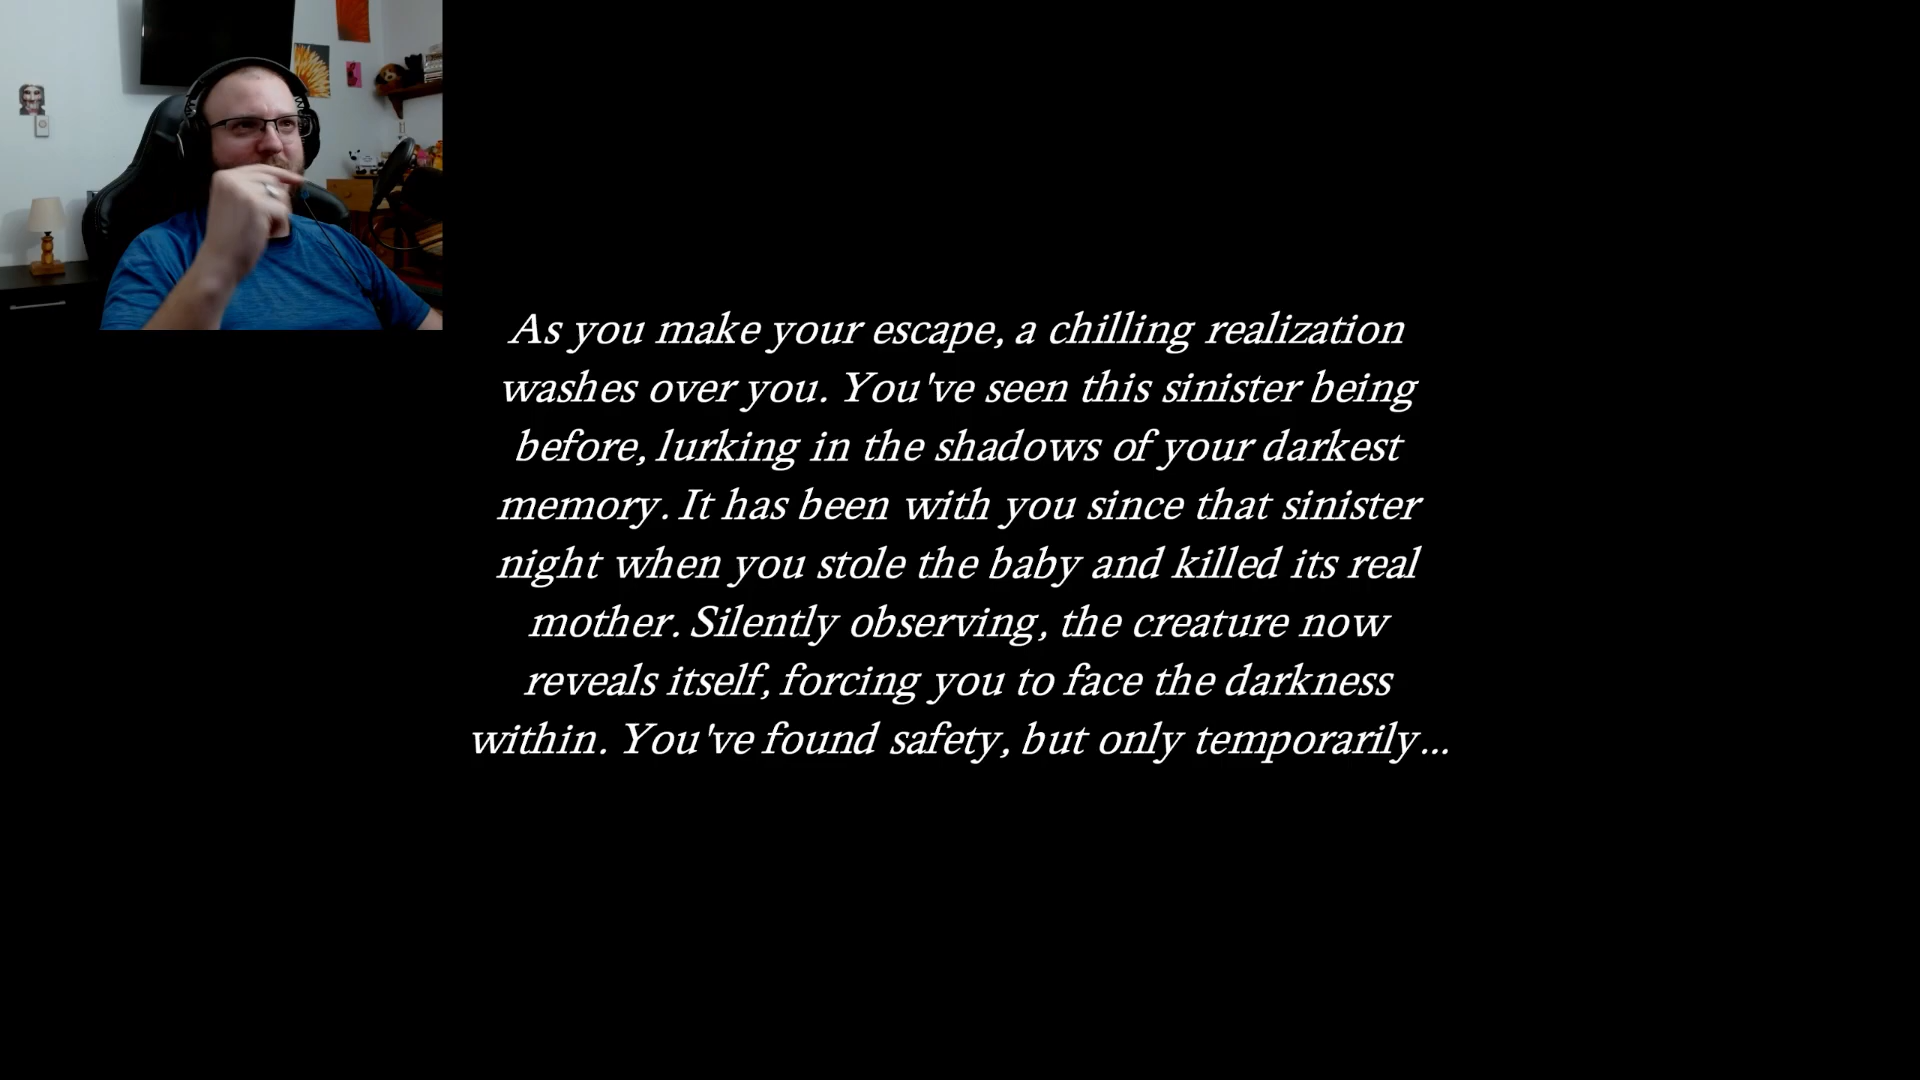 As you make your escape, a chilling realization
washes over you. You've seen this sinister being
before, lurking in the shadows of your darkest
memory. It has been with you since that sinister
night when you stole the baby and killed its real
mother. Silently observing, the creature now
reveals itself, forcing you to face the darkness
within. You've found safety, but only temporarily...